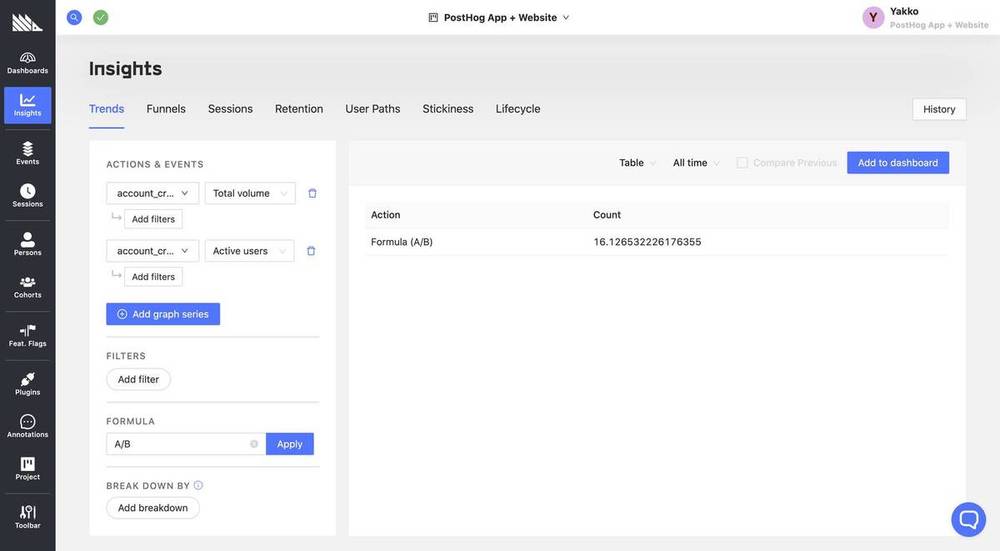 PostHog App + Website
Yakko
PostHog App + Website
Y
Dashboards
Insights
Events
Sessions
Persons
Cohorts
Feat. Flags
Plugins
Annotations
Project
Toolbar
Insights
Trends Funnels Sessions Retention User Paths Stickiness Lifecycle
History
ACTIONS & EVENTS
account_cr... Total volume
Add filters
account_cr... Active users
Add filters
Add graph series
FILTERS
Add filter
FORMULA
A/B Apply
BREAK DOWN BY
Add breakdown
Table All time Compare Previous Add to dashboard
Action Count
Formula (A/B) 16.126532226176355